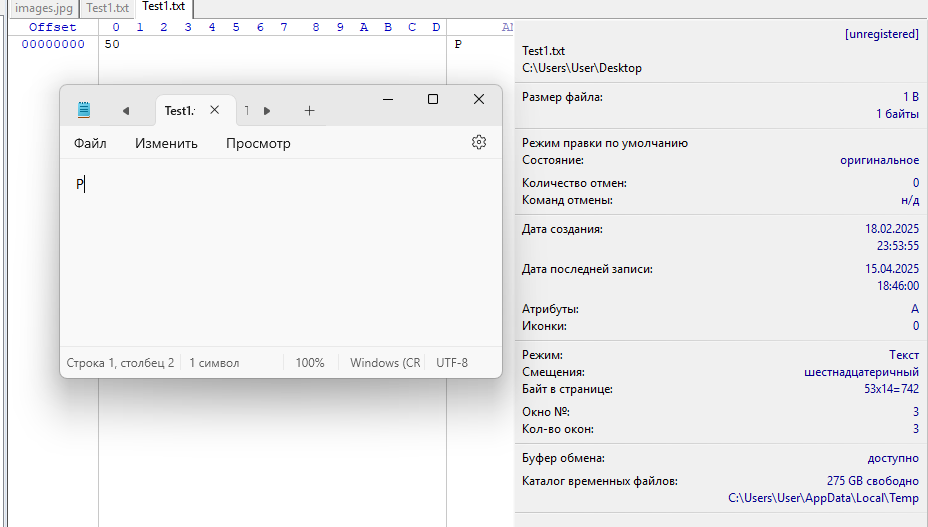 images.jpg Test1.txt Test1.txt
Offset 0 1 2 3 4 5 6 7 8 9 A B C D
00000000 50 P
Test1.
Файл Изменить Просмотр
P
Строка 1, столбец 2 1 символ 100% Windows (CR UTF-8
[unregistered]
Test1.txt
C:\Users\User\Desktop
Размер файла: 1 B
1 байты
Режим правки по умолчанию
Состояние: оригинальное
Количество отмен: 0
Команд отмены: н/д
Дата создания: 18.02.2025
23:53:55
Дата последней записи: 15.04.2025
18:46:00
Атрибуты: A
Иконки: 0
Режим: Текст
Смещения: шестнадцатеричный
Байт в странице: 53x14=742
Окно №: 3
Кол-во окон: 3
Буфер обмена: доступно
Каталог временных файлов: 275 GB свободно
C:\Users\User\AppData\Local\Temp